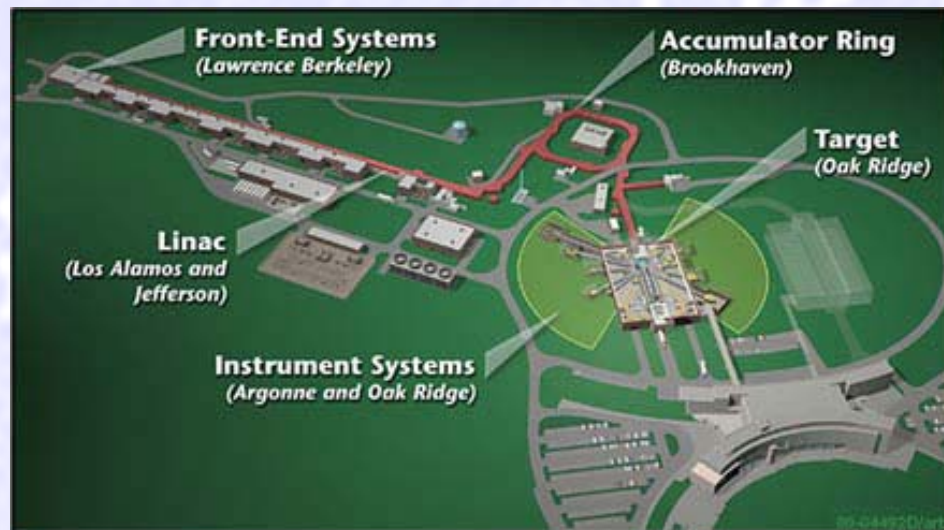 Front-End Systems
(Lawrence Berkeley)
Accumulator Ring
(Brookhaven)
Target
(Oak Ridge)
Linac
(Los Alamos and
Jefferson)
Instrument Systems
(Argonne and Oak Ridge)